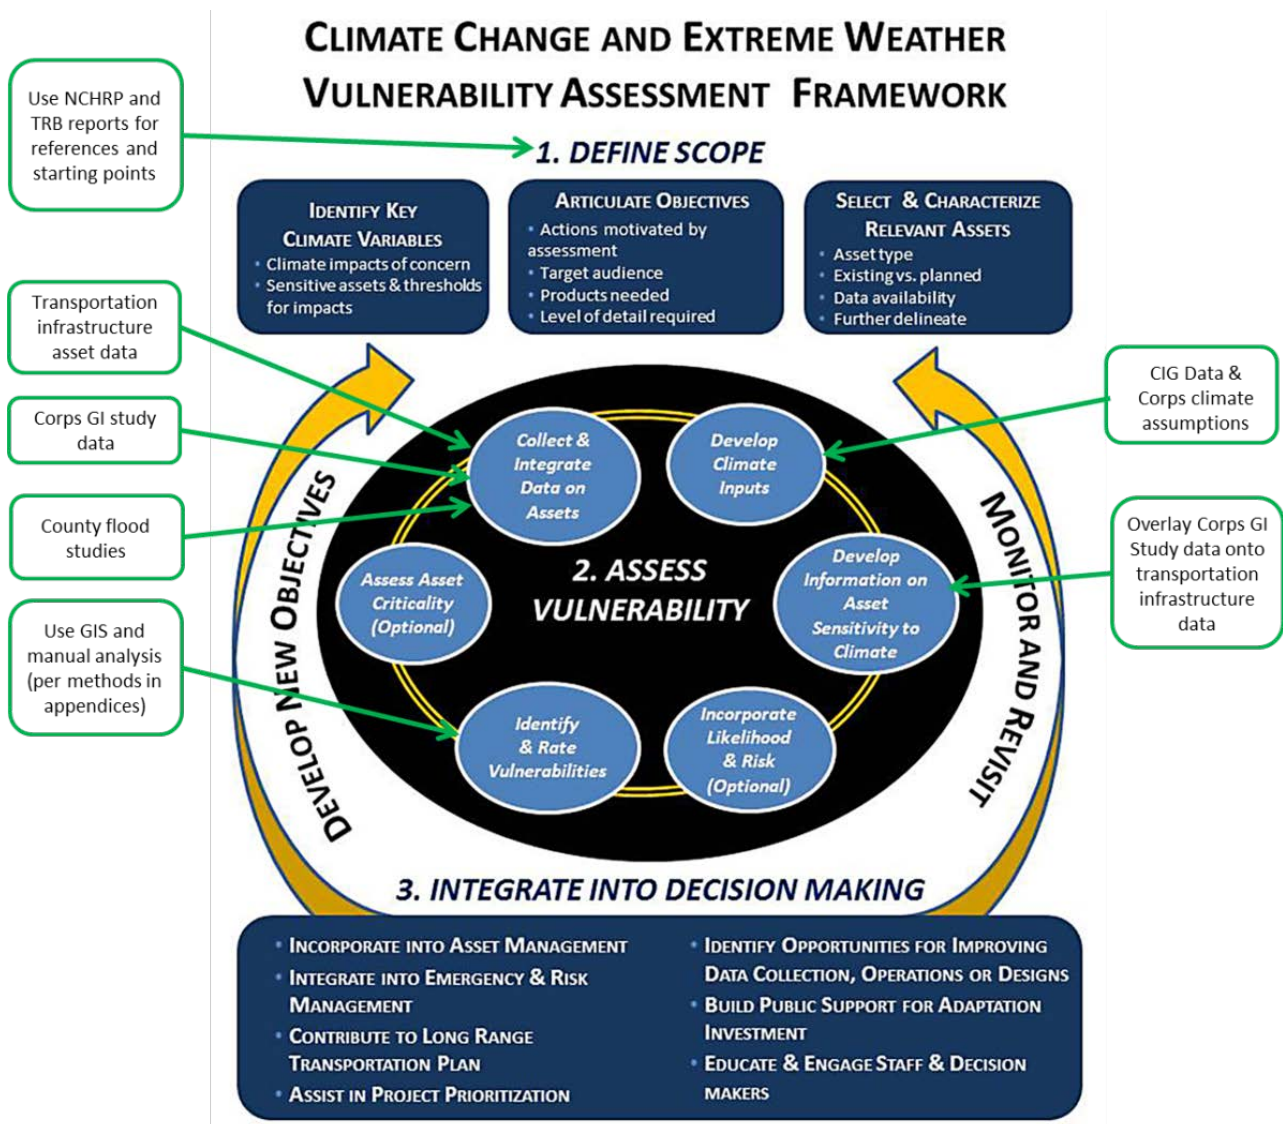 CLIMATE CHANGE AND EXTREME WEATHER
VULNERABILITY ASSESSMENT FRAMEWORK
Use NCHRP and
TRB reports for
references and
starting points
1. DEFINE SCOPE
IDENTIFY KEY
CLIMATE VARIABLES
• Climate impacts of concern
• Sensitive assets & thresholds
for impacts
ARTICULATE OBJECTIVES
• Actions motivated by
assessment
• Target audience
• Products needed
• Level of detail required
SELECT & CHARACTERIZE
RELEVANT ASSETS
• Asset type
• Existing vs. planned
• Data availability
• Further delineate
Transportation
infrastructure
asset data
Corps GI study
data
County flood
studies
Use GIS and
manual analysis
(per methods in
appendices)
CIG Data &
Corps climate
assumptions
Overlay Corps GI
Study data onto
transportation
infrastructure
data
DEVELOP NEW OBJECTIVES
MONITOR AND REVISIT
2. ASSESS
VULNERABILITY
Collect &
Integrate
Data on
Assets
Develop
Climate
Inputs
Develop
Information on
Asset
Sensitivity to
Climate
Incorporate
Likelihood
& Risk
(Optional)
Identify
& Rate
Vulnerabilities
Assess Asset
Criticality
(Optional)
3. INTEGRATE INTO DECISION MAKING
• INCORPORATE INTO ASSET MANAGEMENT
• INTEGRATE INTO EMERGENCY & RISK
MANAGEMENT
• CONTRIBUTE TO LONG RANGE
TRANSPORTATION PLAN
• ASSIST IN PROJECT PRIORITIZATION
• IDENTIFY OPPORTUNITIES FOR IMPROVING
DATA COLLECTION, OPERATIONS OR DESIGNS
• BUILD PUBLIC SUPPORT FOR ADAPTATION
INVESTMENT
• EDUCATE & ENGAGE STAFF & DECISION
MAKERS